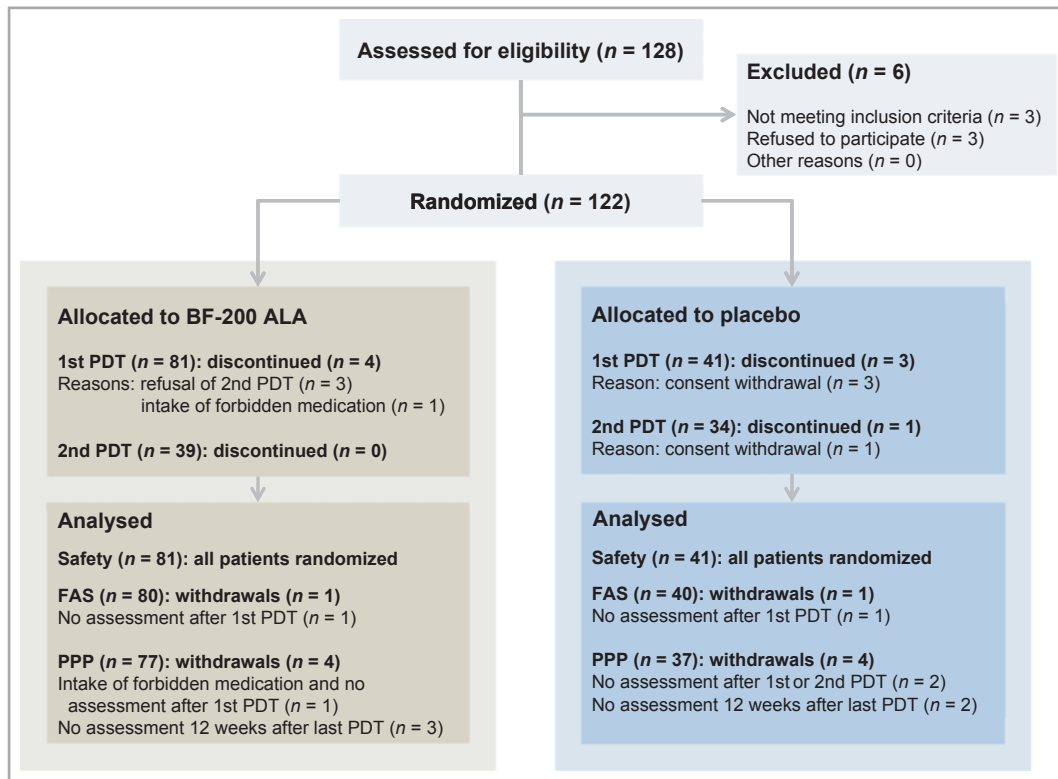 Assessed for eligibility (n = 128)
Excluded (n = 6)
Not meeting inclusion criteria (n = 3)
Refused to participate (n = 3)
Other reasons (n = 0)
Randomized (n = 122)
Allocated to BF-200 ALA
1st PDT (n = 81): discontinued (n = 4)
Reasons: refusal of 2nd PDT (n = 3)
intake of forbidden medication (n = 1)
2nd PDT (n = 39): discontinued (n = 0)
Analysed
Safety (n = 81): all patients randomized
FAS (n = 80): withdrawals (n = 1)
No assessment after 1st PDT (n = 1)
PPP (n = 77): withdrawals (n = 4)
Intake of forbidden medication and no
assessment after 1st PDT (n = 1)
No assessment 12 weeks after last PDT (n = 3)
Allocated to placebo
1st PDT (n = 41): discontinued (n = 3)
Reason: consent withdrawal (n = 3)
2nd PDT (n = 34): discontinued (n = 1)
Reason: consent withdrawal (n = 1)
Analysed
Safety (n = 41): all patients randomized
FAS (n = 40): withdrawals (n = 1)
No assessment after 1st PDT (n = 1)
PPP (n = 37): withdrawals (n = 4)
No assessment after 1st or 2nd PDT (n = 2)
No assessment 12 weeks after last PDT (n = 2)